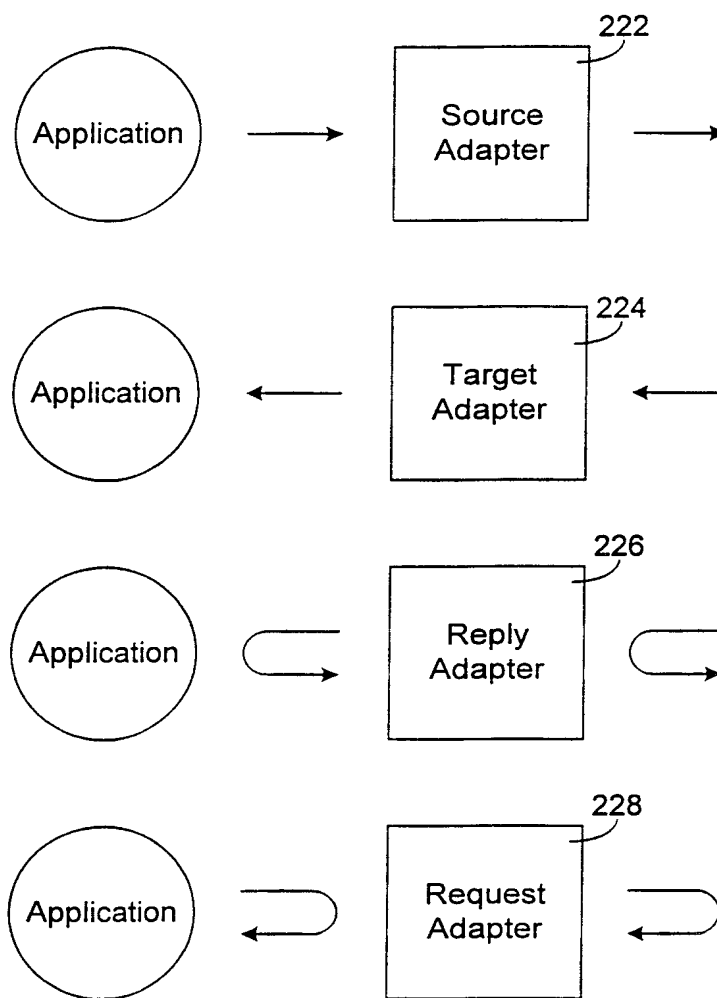 222
Application
Source
Adapter
224
Application
Target
Adapter
226
Application
Reply
Adapter
228
Application
Request
Adapter